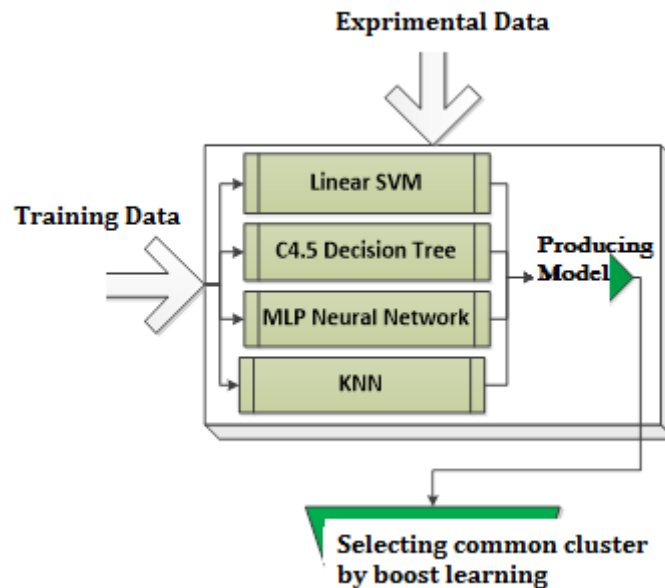 Exprimental Data
Linear SVM
Training Data
C4.5 Decision Tree
Producing
Model
MLP Neural Network
KNN
Selecting common cluster
by boost learning